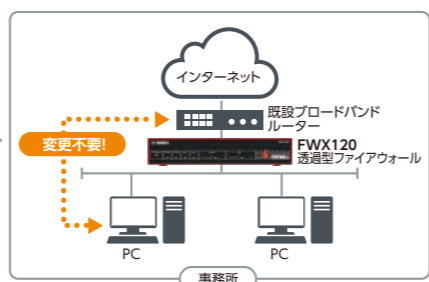 インターネット
既設ブロードバンド
ルーター
変更不要!
FWX120
透過型ファイアウォール
PC
PC
事務所